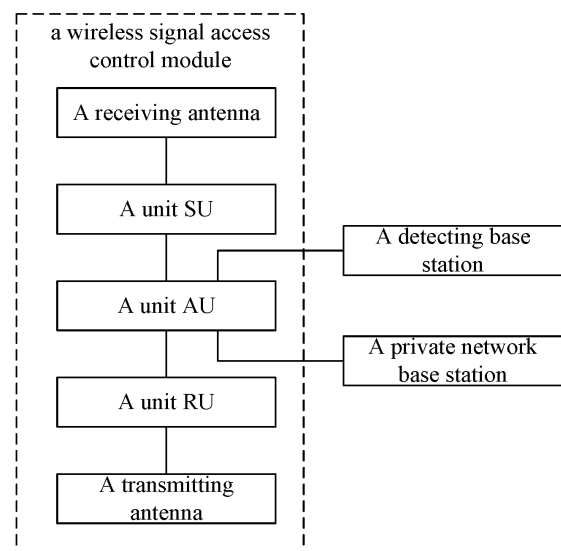 a wireless signal access
control module
A receiving antenna
A unit SU
A detecting base
station
A unit AU
A private network
base station
A unit RU
A transmitting
antenna